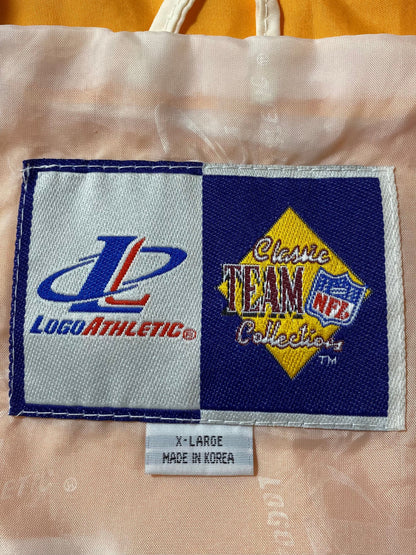 LOGO ATHLETIC®
Classic
TEAM
NFL
Collection
™
X-LARGE
MADE IN KOREA